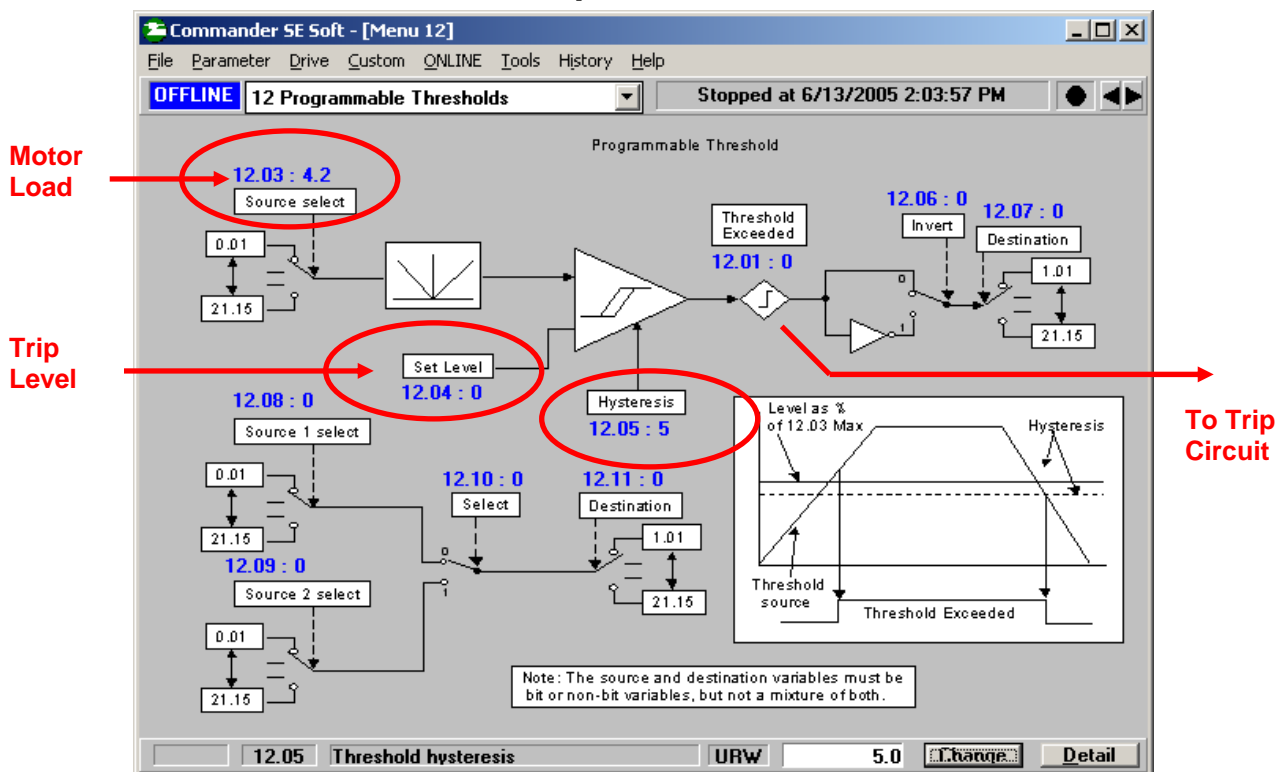 Commander SE Soft - [Menu 12]
File Parameter Drive Custom ONLINE Tools History Help
OFFLINE 12 Programmable Thresholds Stopped at 6/13/2005 2:03:57 PM
Programmable Threshold
Motor
Load
12.03 : 4.2
Source select
0.01
21.15
Threshold
Exceeded
12.01 : 0
12.06 : 0
Invert
12.07 : 0
Destination
0
1
1.01
21.15
Trip
Level
Set Level
12.04 : 0
Hysteresis
12.05 : 5
To Trip
Circuit
12.08 : 0
Source 1 select
0.01
21.15
12.09 : 0
Source 2 select
0.01
21.15
12.10 : 0
Select
0
1
12.11 : 0
Destination
1.01
21.15
Level as %
of 12.03 Max
Hysteresis
Threshold
source
Threshold Exceeded
Note: The source and destination variables must be
bit or non-bit variables, but not a mixture of both.
12.05 Threshold hysteresis URW 5.0 Change Detail